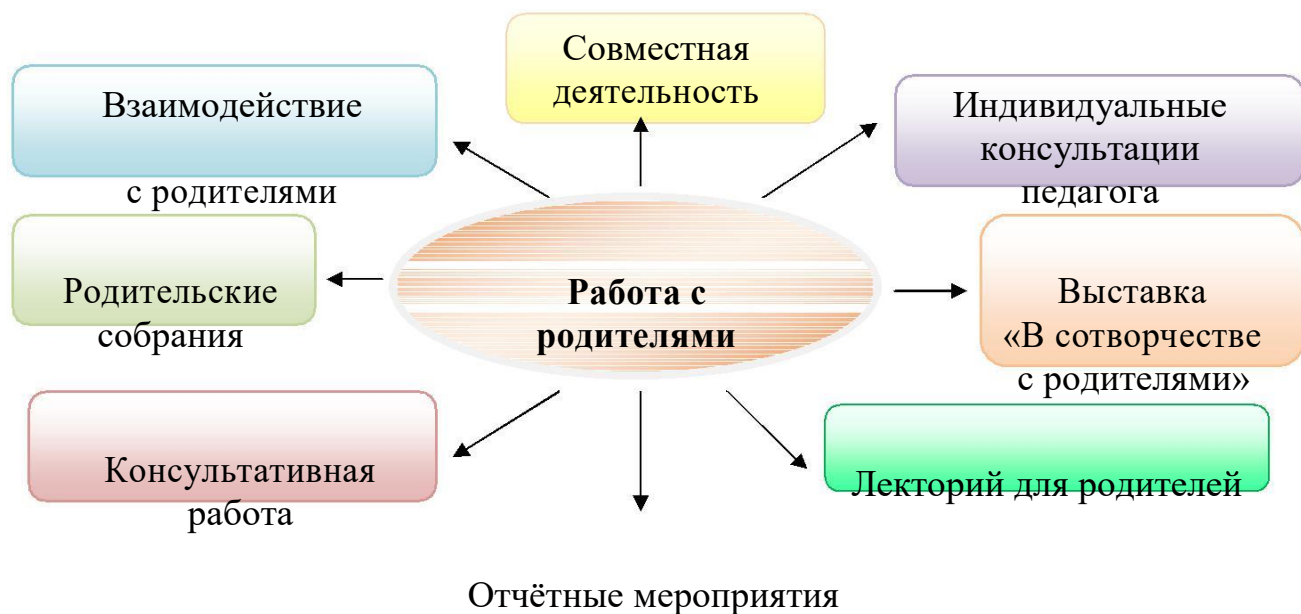 Совместная
деятельность
Взаимодействие
с родителями
Индивидуальные
консультации
педагога
Родительские
собрания
Работа с
родителями
Выставка
«В сотворчестве
с родителями»
Консультативная
работа
Лекторий для родителей
Отчётные мероприятия